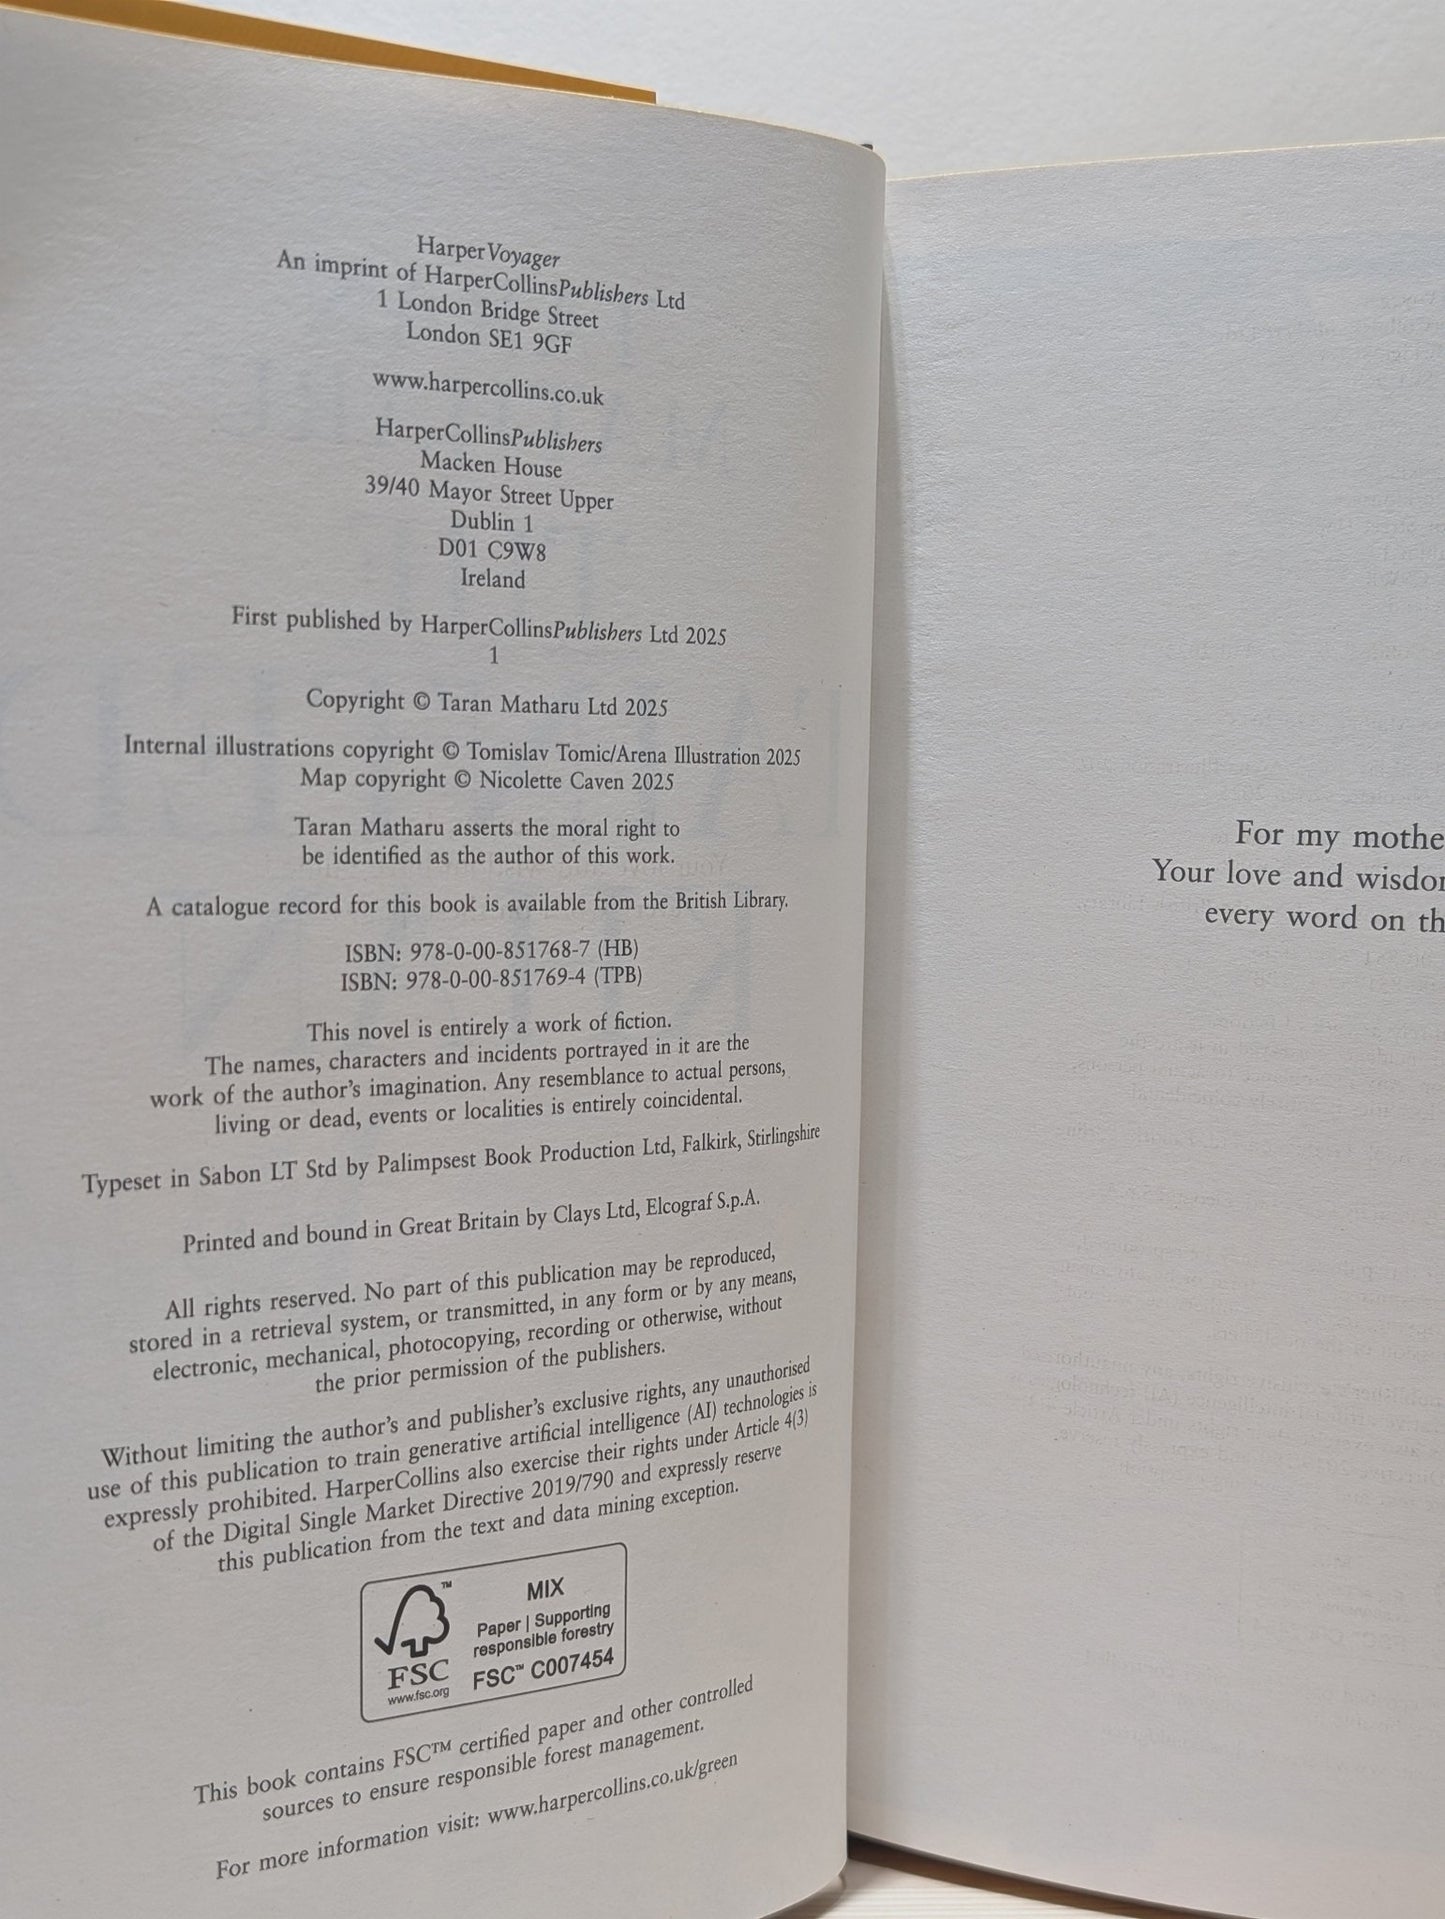 HarperVoyager
An imprint of HarperCollinsPublishers Ltd
1 London Bridge Street
London SE1 9GF
www.harpercollins.co.uk
HarperCollinsPublishers
Macken House
39/40 Mayor Street Upper
Dublin 1
D01 C9W8
Ireland
First published by HarperCollinsPublishers Ltd 2025
1
Copyright © Taran Matharu Ltd 2025
Internal illustrations copyright © Tomislav Tomic/Arena Illustration 2025
Map copyright © Nicolette Caven 2025
Taran Matharu asserts the moral right to
be identified as the author of this work.
A catalogue record for this book is available from the British Library.
ISBN: 978-0-00-851768-7 (HB)
ISBN: 978-0-00-851769-4 (TPB)
This novel is entirely a work of fiction.
The names, characters and incidents portrayed in it are the
work of the author's imagination. Any resemblance to actual persons,
living or dead, events or localities is entirely coincidental.
Typeset in Sabon LT Std by Palimpsest Book Production Ltd, Falkirk, Stirlingshire
Printed and bound in Great Britain by Clays Ltd, Elcograf S.p.A.
All rights reserved. No part of this publication may be reproduced,
stored in a retrieval system, or transmitted, in any form or by any means,
electronic, mechanical, photocopying, recording or otherwise, without
the prior permission of the publishers.
Without limiting the author's and publisher's exclusive rights, any unauthorised
use of this publication to train generative artificial intelligence (AI) technologies is
expressly prohibited. HarperCollins also exercise their rights under Article 4(3)
of the Digital Single Market Directive 2019/790 and expressly reserve
this publication from the text and data mining exception.
™
FSC
www.fsc.org
MIX
Paper | Supporting
responsible forestry
FSC™ C007454
This book contains FSC™ certified paper and other controlled
sources to ensure responsible forest management.
For more information visit: www.harpercollins.co.uk/green
For my mothe
Your love and wisdo
every word on th